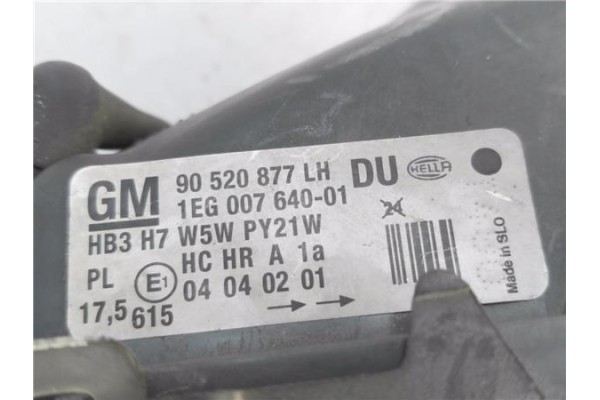 GM 90 520 877 LH DU HELLA
1EG 007 640-01
HB3 H7 W5W PY21W 24
PL E1 HC HR A 1a
17,5 615 04 04 02 01
Made in SLO